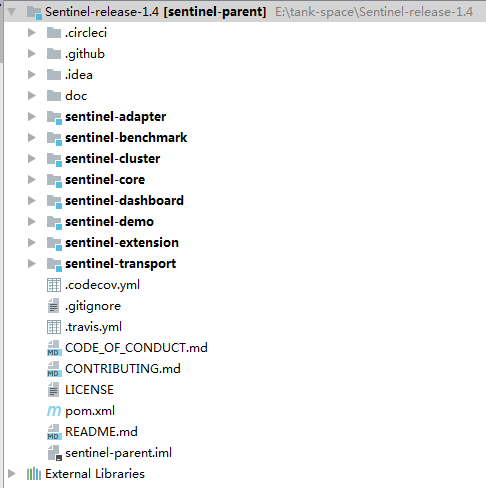 Sentinel-release-1.4 [sentinel-parent] E:\tank-space\Sentinel-release-1.4
.circleci
.github
.idea
doc
sentinel-adapter
sentinel-benchmark
sentinel-cluster
sentinel-core
sentinel-dashboard
sentinel-demo
sentinel-extension
sentinel-transport
.codecov.yml
.gitignore
.travis.yml
MD CODE_OF_CONDUCT.md
MD CONTRIBUTING.md
LICENSE
m pom.xml
MD README.md
sentinel-parent.iml
External Libraries